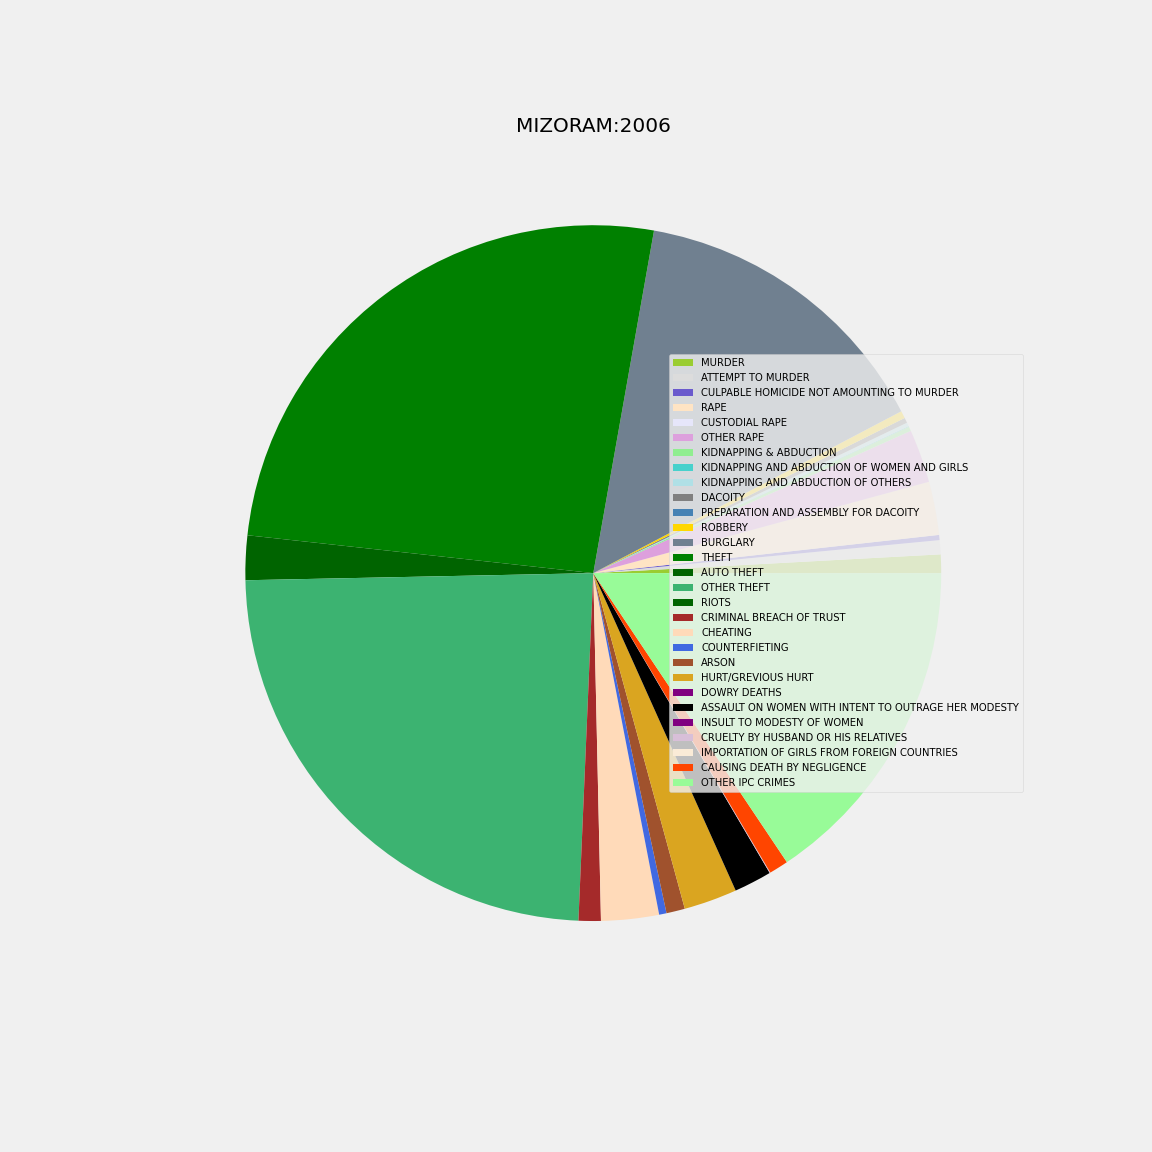 MIZORAM:2006
MURDER
ATTEMPT TO MURDER
CULPABLE HOMICIDE NOT AMOUNTING TO MURDER
RAPE
CUSTODIAL RAPE
OTHER RAPE
KIDNAPPING & ABDUCTION
KIDNAPPING AND ABDUCTION OF WOMEN AND GIRLS
KIDNAPPING AND ABDUCTION OF OTHERS
DACOITY
PREPARATION AND ASSEMBLY FOR DACOITY
ROBBERY
BURGLARY
THEFT
AUTO THEFT
OTHER THEFT
RIOTS
CRIMINAL BREACH OF TRUST
CHEATING
COUNTERFIETING
ARSON
HURT/GREVIOUS HURT
DOWRY DEATHS
ASSAULT ON WOMEN WITH INTENT TO OUTRAGE HER MODESTY
INSULT TO MODESTY OF WOMEN
CRUELTY BY HUSBAND OR HIS RELATIVES
IMPORTATION OF GIRLS FROM FOREIGN COUNTRIES
CAUSING DEATH BY NEGLIGENCE
OTHER IPC CRIMES